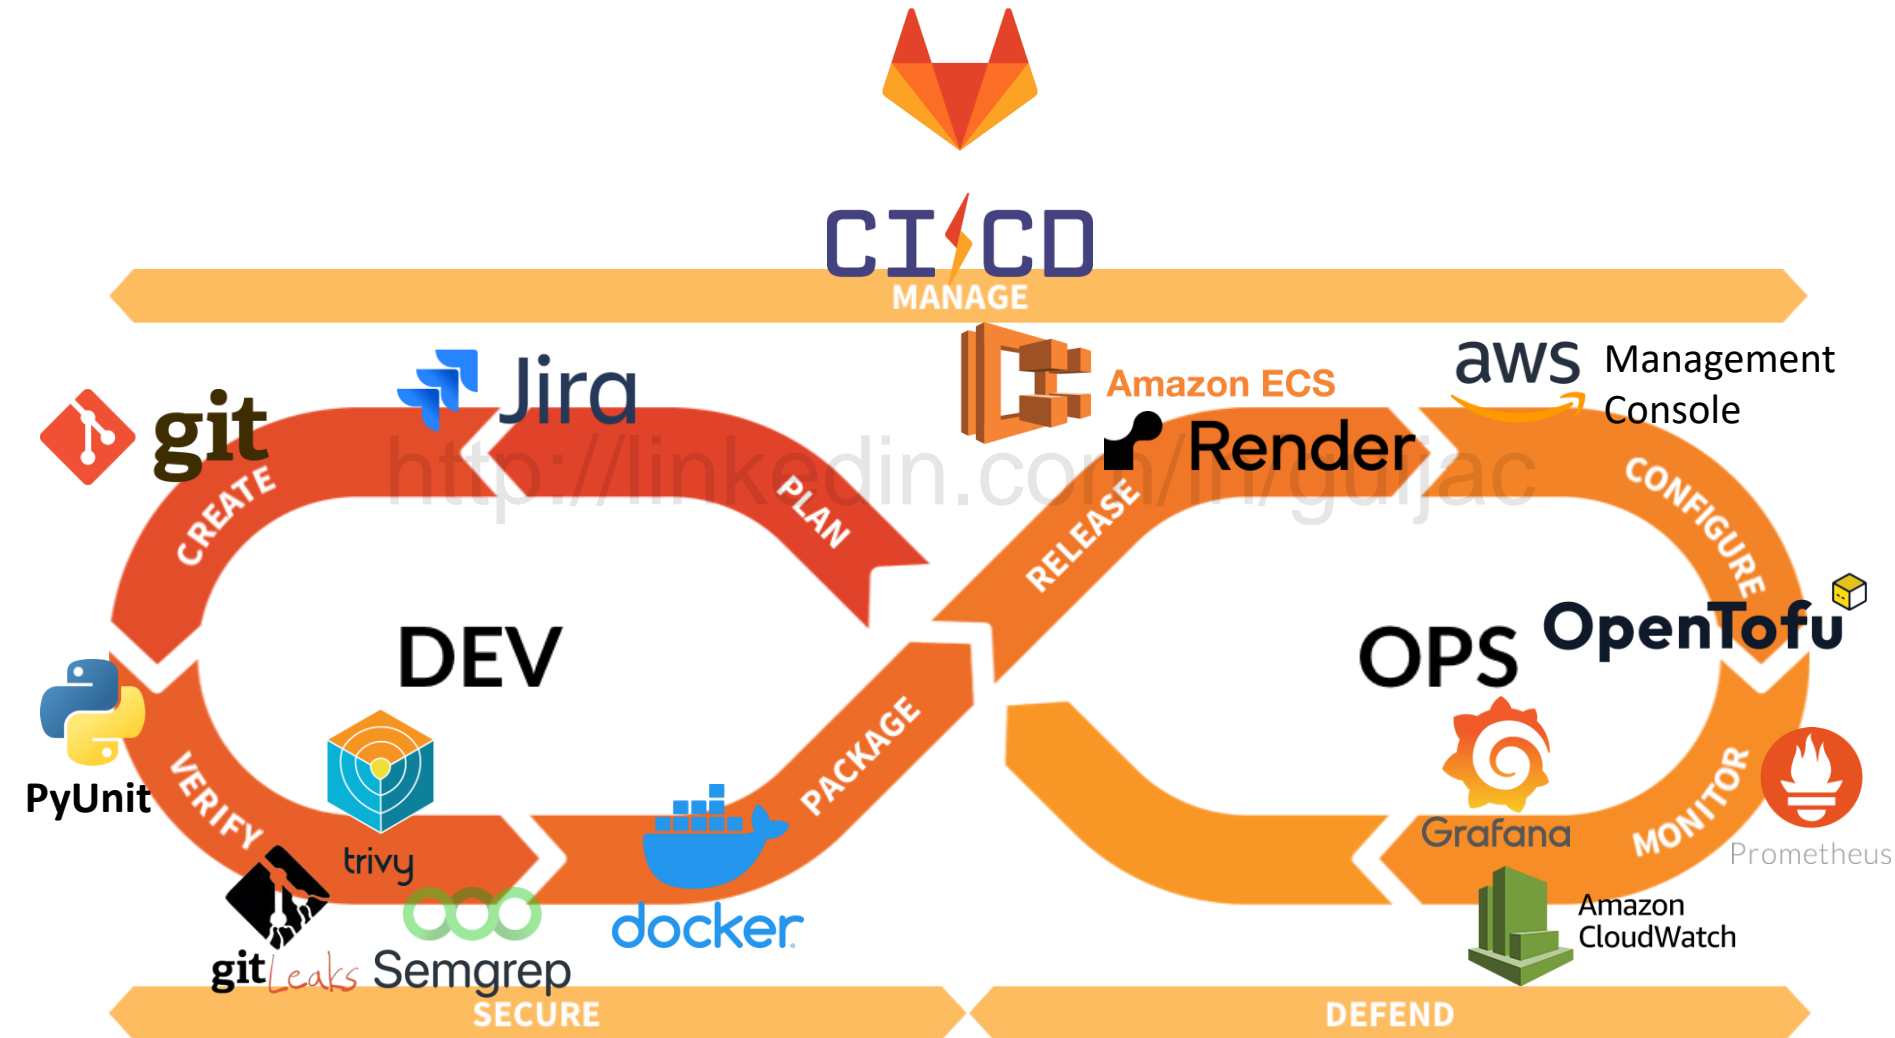 CI CD
MANAGE
git
Jira
Amazon ECS
Render
aws
Management
Console
http://linkedin.com/in/guijac
CREATE
PLAN
RELEASE
CONFIGURE
DEV
OPS
OpenTofu
PyUnit
VERIFY
trivy
PACKAGE
docker
gitLeaks
Semgrep
Grafana
MONITOR
Prometheus
Amazon
CloudWatch
SECURE
DEFEND